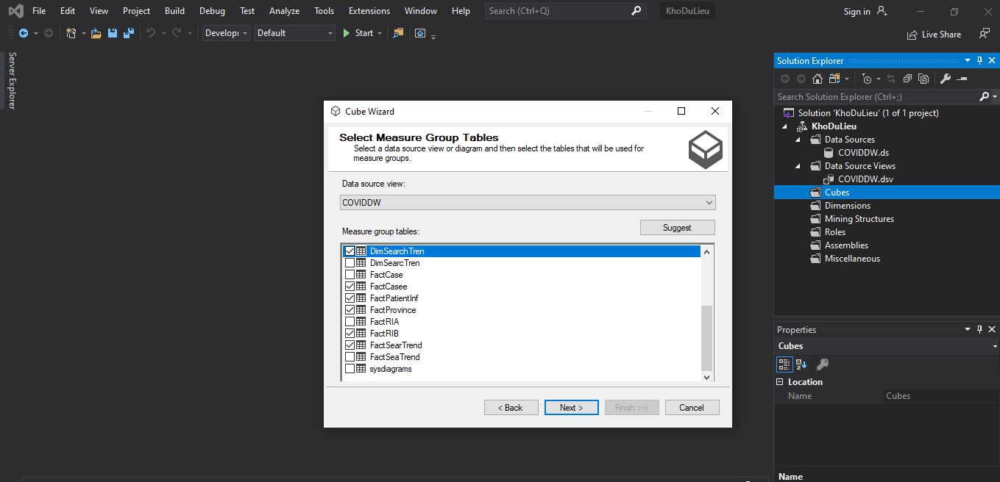 File Edit View Project Build Debug Test Analyze Tools Extensions Window Help Search (Ctrl+Q) KhoDuLieu Sign in
Developı Default Start Live Share
Server Explorer
Cube Wizard
Select Measure Group Tables
Select a data source view or diagram and then select the tables that will be used for
measure groups.
Data source view:
COVIDDW
Suggest
Measure group tables:
DimSearchTren
DimSearcTren
FactCase
FactCasee
FactPatientInf
FactProvince
FactRIA
FactRIB
FactSearTrend
FactSeaTrend
sysdiagrams
< Back Next > Finish >>| Cancel
Solution Explorer
Search Solution Explorer (Ctrl+;)
Solution 'KhoDuLieu' (1 of 1 project)
KhoDuLieu
Data Sources
COVIDDW.ds
Data Source Views
COVIDDW.dsv
Cubes
Dimensions
Mining Structures
Roles
Assemblies
Miscellaneous
Properties
Cubes
Location
Name Cubes
Name